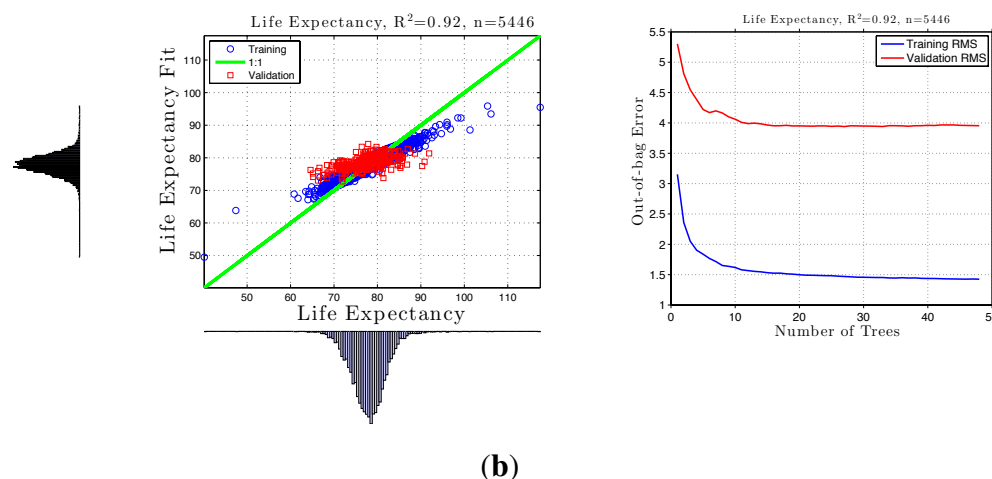 Life Expectancy, R²=0.92, n=5446
Training
1:1
Validation
110
100
90
80
70
60
50
Life Expectancy Fit
50 60 70 80 90 100 110
Life Expectancy
Life Expectancy, R²=0.92, n=5446
Training RMS
Validation RMS
5.5
5
4.5
4
3.5
3
2.5
2
1.5
1
Out-of-bag Error
0 10 20 30 40 50
Number of Trees
(b)